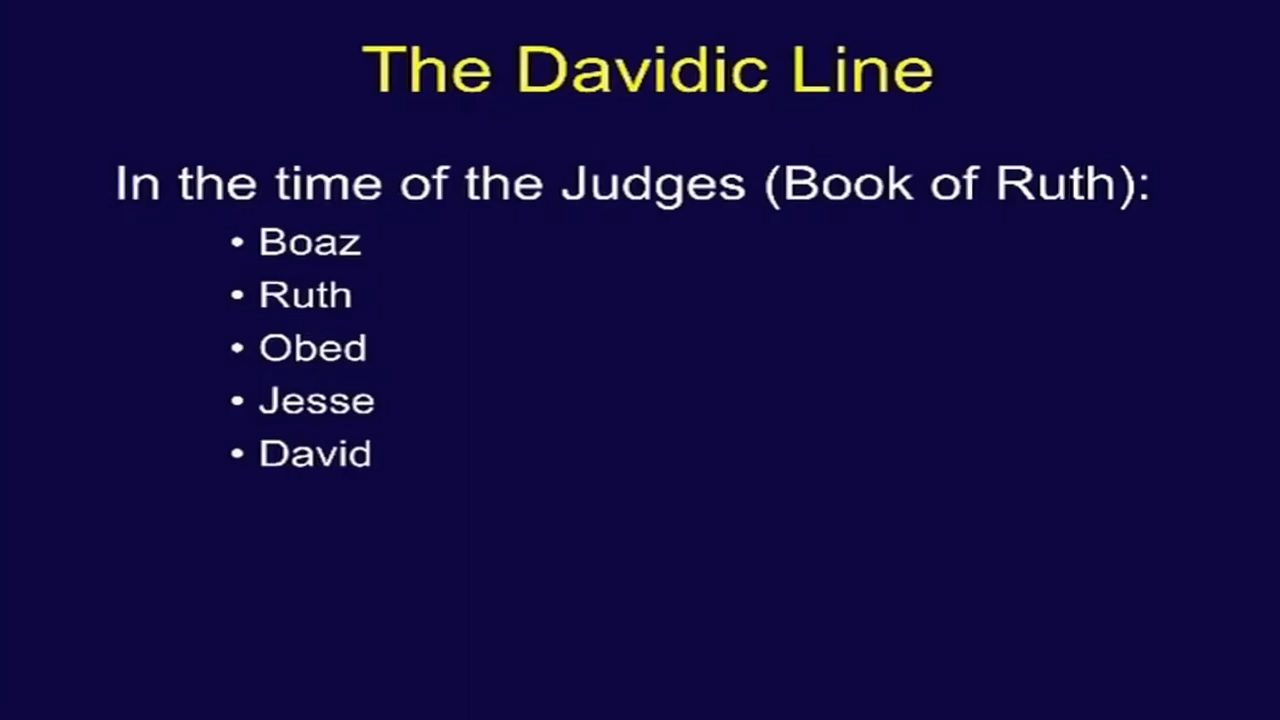 The Davidic Line
In the time of the Judges (Book of Ruth):
• Boaz
• Ruth
• Obed
• Jesse
• David